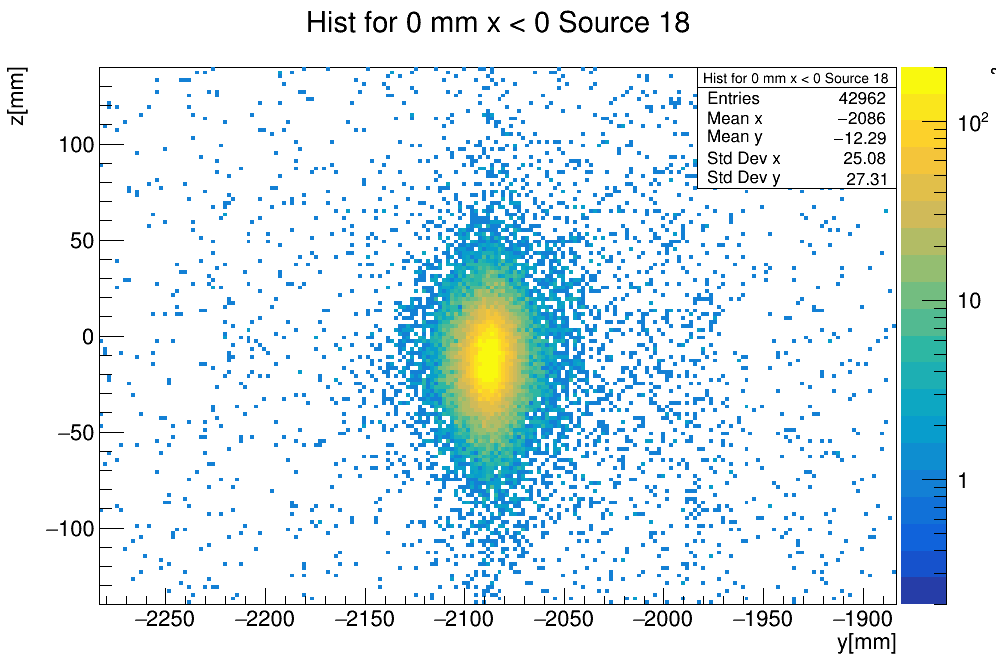 Hist for 0 mm x < 0 Source 18
z[mm]
100
50
0
−50
−100
−2250
−2200
−2150
−2100
−2050
−2000
−1950
−1900
y[mm]
Hist for 0 mm x < 0 Source 18
Entries 42962
Mean x −2086
Mean y −12.29
Std Dev x 25.08
Std Dev y 27.31
10²
10
1